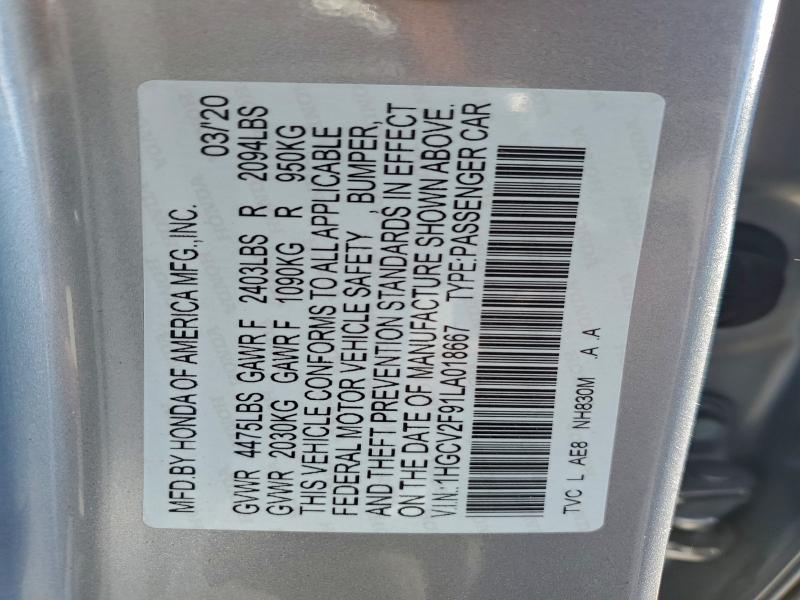 MFD.BY HONDA OF AMERICA MFG.,INC.
03/'20
GVWR 4475LBS GAWR F 2403LBS R 2094LBS
GVWR 2030KG GAWR F 1090KG R 950KG
THIS VEHICLE CONFORMS TO ALL APPLICABLE
FEDERAL MOTOR VEHICLE SAFETY , BUMPER,
AND THEFT PREVENTION STANDARDS IN EFFECT
ON THE DATE OF MANUFACTURE SHOWN ABOVE.
V.I.N.:1HGCV2F91LA018667 TYPE:PASSENGER CAR
TVC L AE8 NH830M .A .A